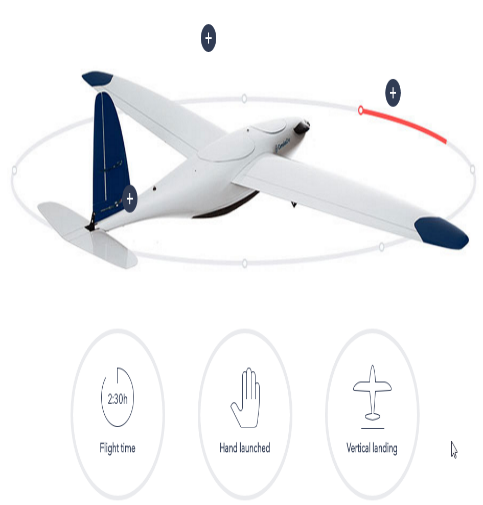 2:30h
Flight time
Hand launched
Vertical landing